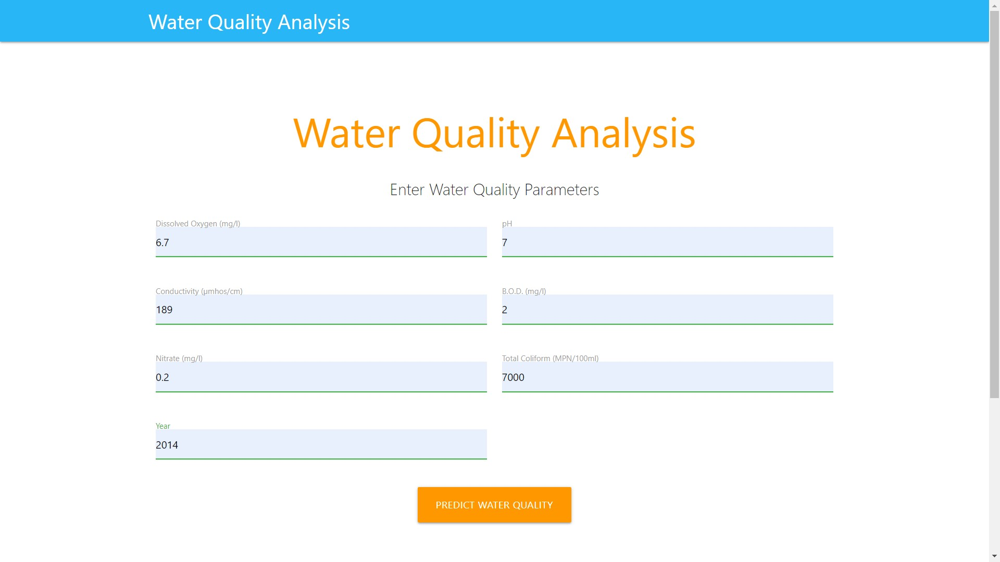 Water Quality Analysis
Water Quality Analysis
Enter Water Quality Parameters
Dissolved Oxygen (mg/l)
6.7
pH
7
Conductivity (µmhos/cm)
189
B.O.D. (mg/l)
2
Nitrate (mg/l)
0.2
Total Coliform (MPN/100ml)
7000
Year
2014
PREDICT WATER QUALITY